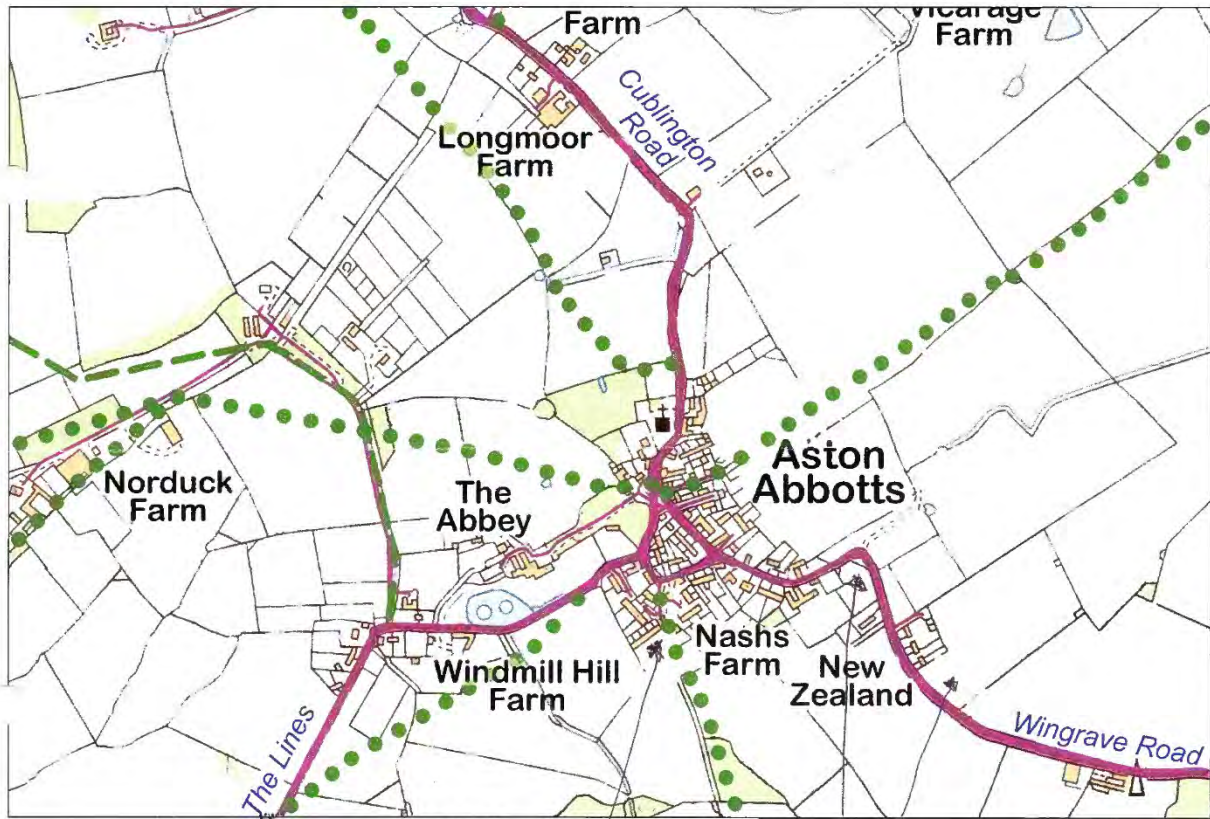 Farm
Vicarage
Farm
Cublington
Road
Longmoor
Farm
Norduck
Farm
The
Abbey
Aston
Abbotts
Windmill Hill
Farm
Nashs
Farm
New
Zealand
The Lines
Wingrave Road